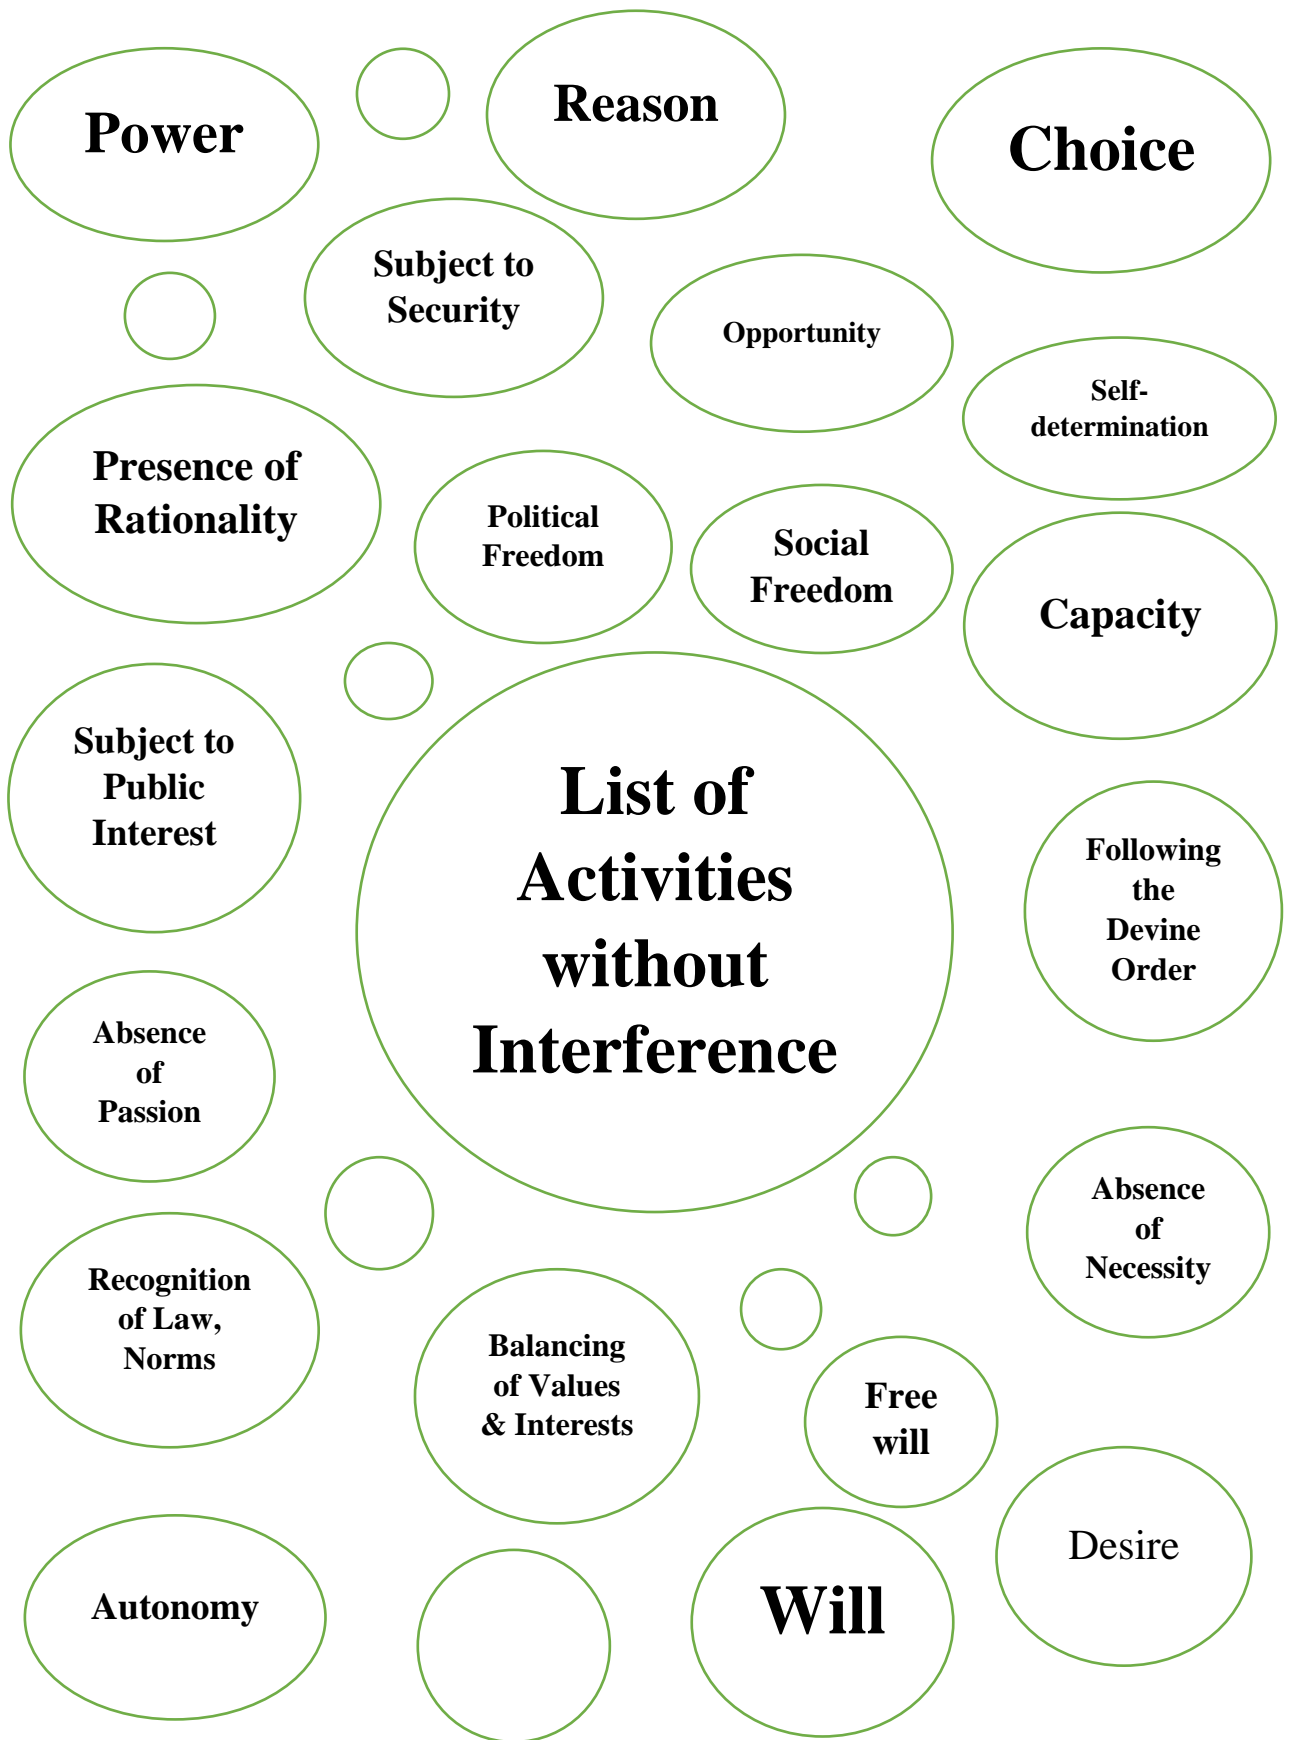 Power
Reason
Choice
Subject to
Security
Opportunity
Self-
determination
Presence of
Rationality
Political
Freedom
Social
Freedom
Capacity
Subject to
Public
Interest
List of
Activities
without
Interference
Following
the
Devine
Order
Absence
of
Passion
Absence
of
Necessity
Recognition
of Law,
Norms
Balancing
of Values
& Interests
Free
will
Desire
Autonomy
Will